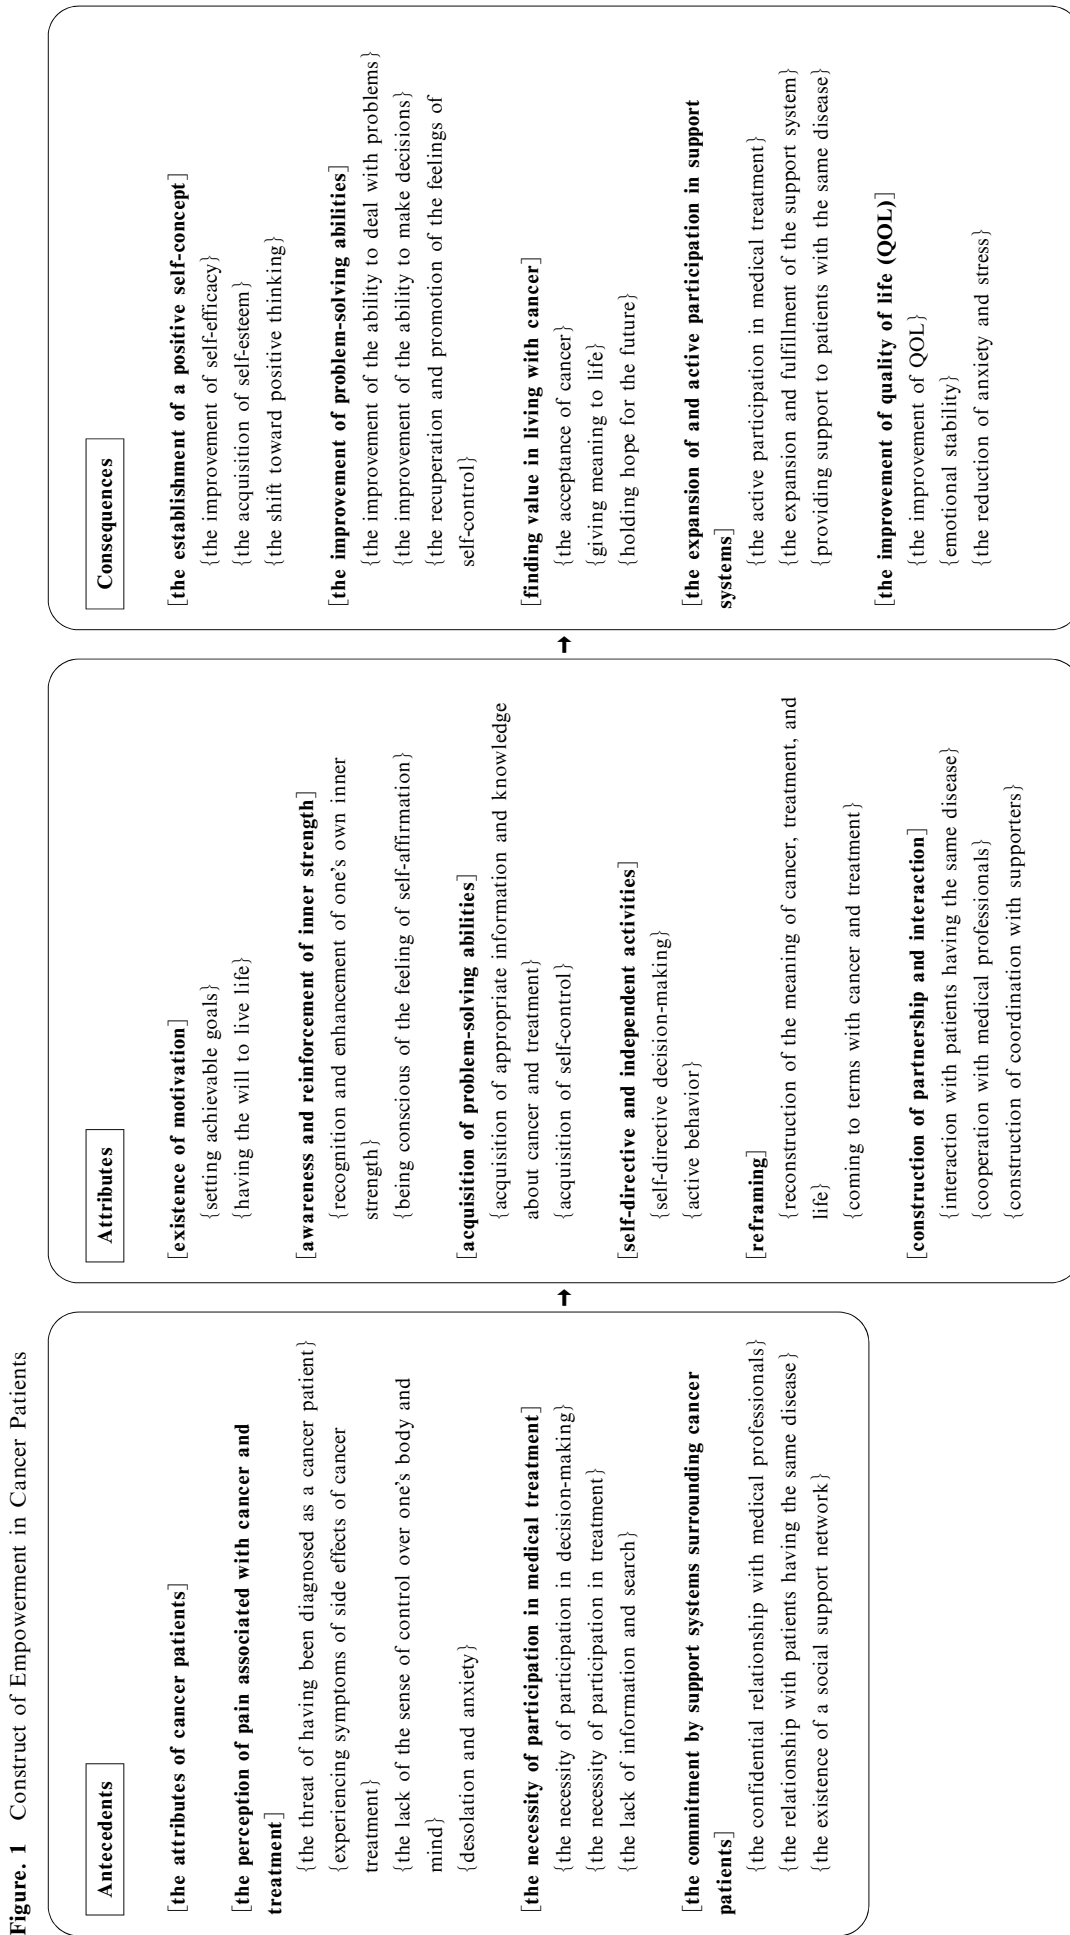 Figure. 1 Construct of Empowerment in Cancer Patients
Antecedents
[the attributes of cancer patients]
[the perception of pain associated with cancer and
treatment]
{the threat of having been diagnosed as a cancer patient}
{experiencing symptoms of side effects of cancer
treatment}
{the lack of the sense of control over one's body and
mind}
{desolation and anxiety}
[the necessity of participation in medical treatment]
{the necessity of participation in decision-making}
{the necessity of participation in treatment}
{the lack of information and search}
[the commitment by support systems surrounding cancer
patients]
{the confidential relationship with medical professionals}
{the relationship with patients having the same disease}
{the existence of a social support network}
➞
Attributes
[existence of motivation]
{setting achievable goals}
{having the will to live life}
[awareness and reinforcement of inner strength]
{recognition and enhancement of one's own inner
strength}
{being conscious of the feeling of self-affirmation}
[acquisition of problem-solving abilities]
{acquisition of appropriate information and knowledge
about cancer and treatment}
{acquisition of self-control}
[self-directive and independent activities]
{self-directive decision-making}
{active behavior}
[reframing]
{reconstruction of the meaning of cancer, treatment, and
life}
{coming to terms with cancer and treatment}
[construction of partnership and interaction]
{interaction with patients having the same disease}
{cooperation with medical professionals}
{construction of coordination with supporters}
➞
Consequences
[the establishment of a positive self-concept]
{the improvement of self-efficacy}
{the acquisition of self-esteem}
{the shift toward positive thinking}
[the improvement of problem-solving abilities]
{the improvement of the ability to deal with problems}
{the improvement of the ability to make decisions}
{the recuperation and promotion of the feelings of
self-control}
[finding value in living with cancer]
{the acceptance of cancer}
{giving meaning to life}
{holding hope for the future}
[the expansion of and active participation in support
systems]
{the active participation in medical treatment}
{the expansion and fulfillment of the support system}
{providing support to patients with the same disease}
[the improvement of quality of life (QOL)]
{the improvement of QOL}
{emotional stability}
{the reduction of anxiety and stress}